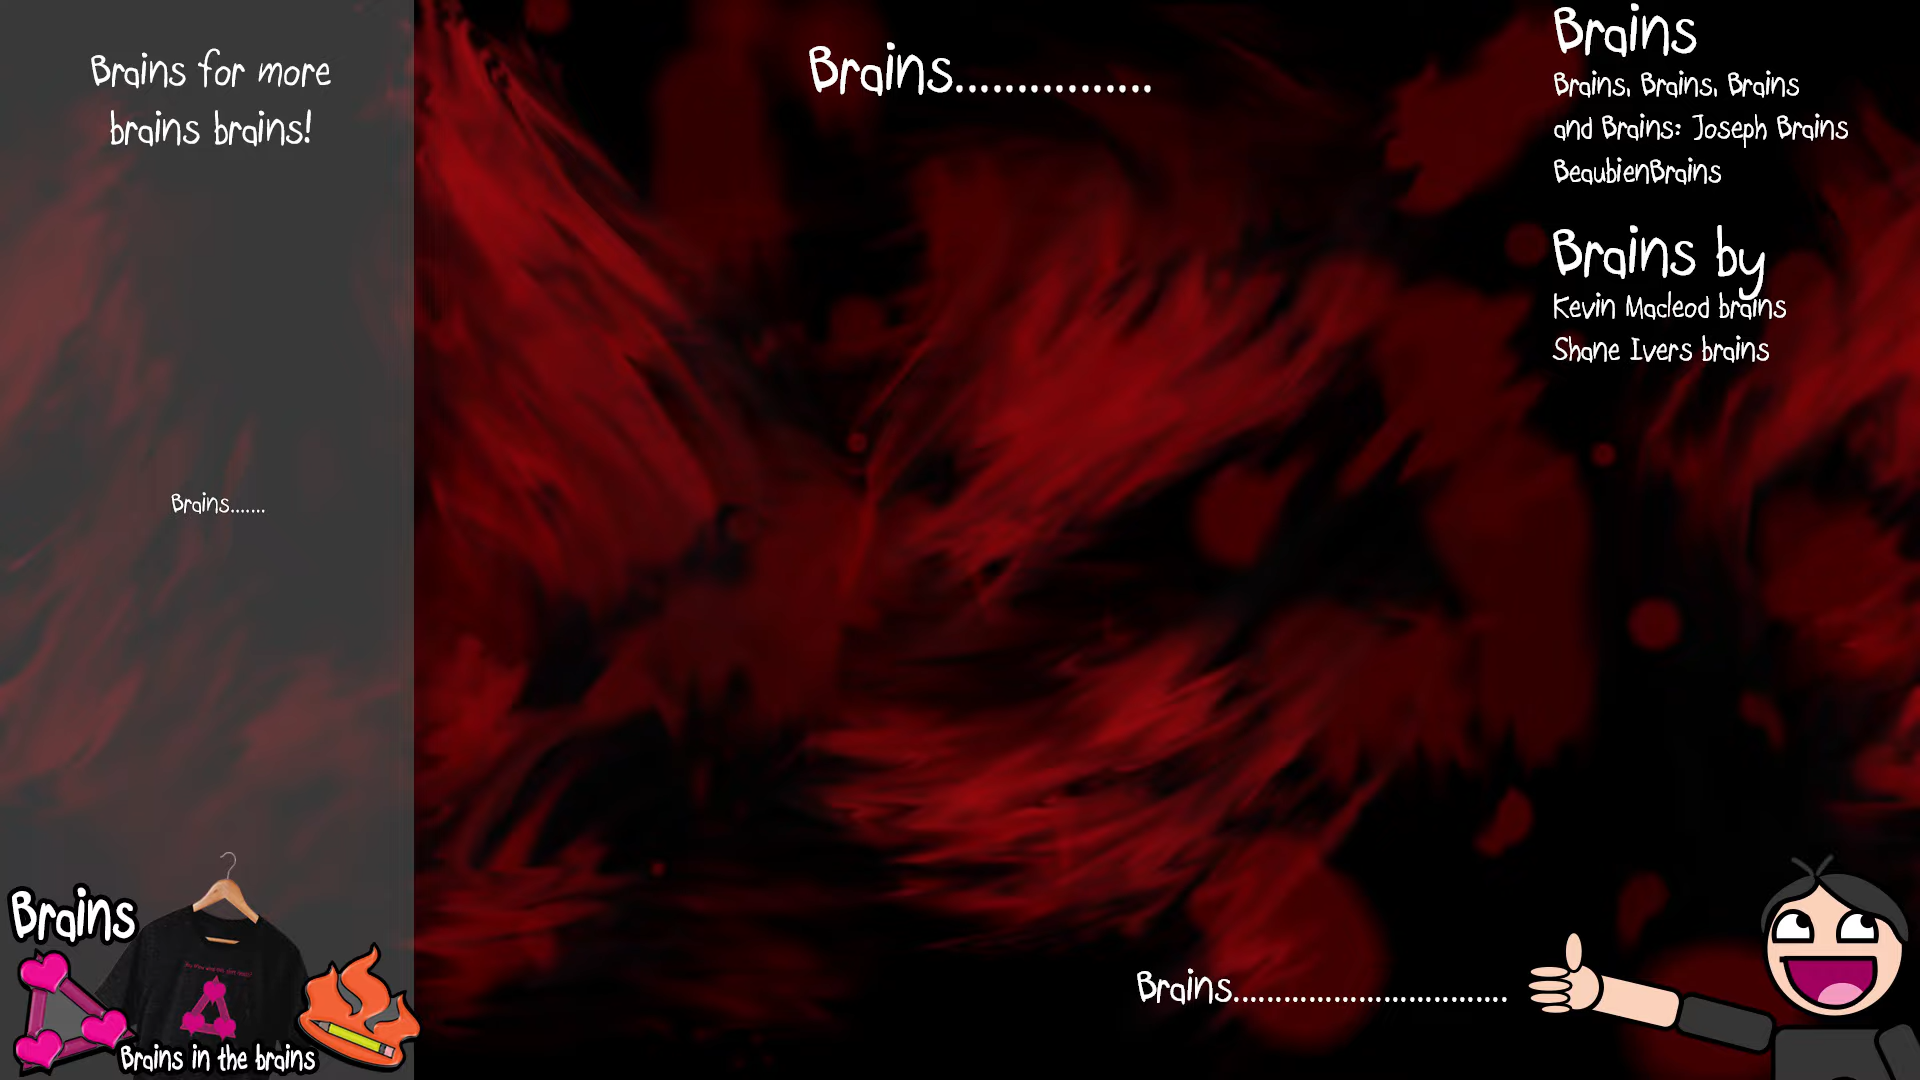 Brains for more
brains brains!
Brains.......
Brains
Brains in the brains
Brains................
Brains
Brains, Brains, Brains
and Brains: Joseph Brains
BeaubienBrains
Brains by
Kevin Macleod brains
Shane Ivers brains
Brains.............................